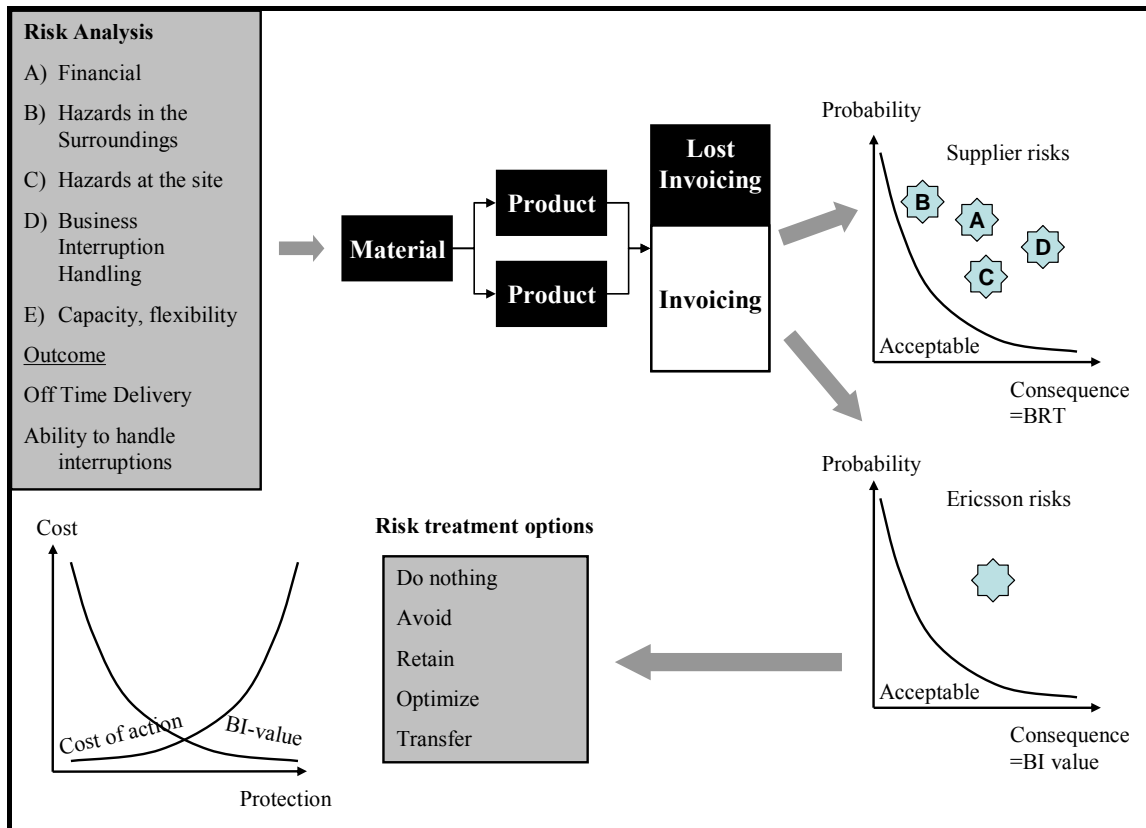 Risk Analysis
A) Financial
B) Hazards in the
Surroundings
C) Hazards at the site
D) Business
Interruption
Handling
E) Capacity, flexibility
Outcome
Off Time Delivery
Ability to handle
interruptions
Material
Product
Product
Lost
Invoicing
Invoicing
Probability
Supplier risks
B
A
D
C
Acceptable
Consequence
=BRT
Probability
Ericsson risks
Acceptable
Consequence
=BI value
Risk treatment options
Do nothing
Avoid
Retain
Optimize
Transfer
Cost
Cost of action
BI-value
Protection